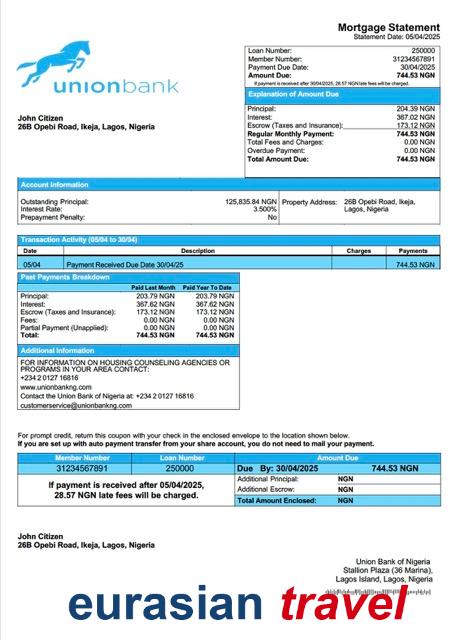 Mortgage Statement
Statement Date: 05/04/2025
unionbank
Loan Number: 250000
Member Number: 31234567891
Payment Due Date: 30/04/2025
Amount Due: 744.53 NGN
If payment is received after 30/04/2025, 28.57 NGN late fees will be charged.
Explanation of Amount Due
Principal: 204.39 NGN
Interest: 367.02 NGN
Escrow (Taxes and Insurance): 173.12 NGN
Regular Monthly Payment: 744.53 NGN
Total Fees and Charges: 0.00 NGN
Overdue Payment: 0.00 NGN
Total Amount Due: 744.53 NGN
John Citizen
26B Opebi Road, Ikeja, Lagos, Nigeria
Account Information
Outstanding Principal: 125,835.84 NGN
Interest Rate: 3.500%
Prepayment Penalty: No
Property Address: 26B Opebi Road, Ikeja,
Lagos, Nigeria
Transaction Activity (05/04 to 30/04)
Date Description Charges Payments
05/04 Payment Received Due Date 30/04/25 744.53 NGN
Past Payments Breakdown
Paid Last Month Paid Year To Date
Principal: 203.79 NGN 203.79 NGN
Interest: 367.62 NGN 367.62 NGN
Escrow (Taxes and Insurance): 173.12 NGN 173.12 NGN
Fees: 0.00 NGN 0.00 NGN
Partial Payment (Unapplied): 0.00 NGN 0.00 NGN
Total: 744.53 NGN 744.53 NGN
Additional Information
FOR INFORMATION ON HOUSING COUNSELING AGENCIES OR
PROGRAMS IN YOUR AREA CONTACT:
+234 2 0127 16816
www.unionbankng.com
Contact the Union Bank of Nigeria at: +234 2 0127 16816
customerservice@unionbankng.com
For prompt credit, return this coupon with your check in the enclosed envelope to the location shown below.
If you are set up with auto payment transfer from your share account, you do not need to mail your payment.
Member Number Loan Number Amount Due
31234567891 250000 Due By: 30/04/2025 744.53 NGN
If payment is received after 05/04/2025,
28.57 NGN late fees will be charged.
Additional Principal: NGN
Additional Escrow: NGN
Total Amount Enclosed: NGN
John Citizen
26B Opebi Road, Ikeja, Lagos, Nigeria
Union Bank of Nigeria
Stallion Plaza (36 Marina),
Lagos Island, Lagos, Nigeria
eurasian travel